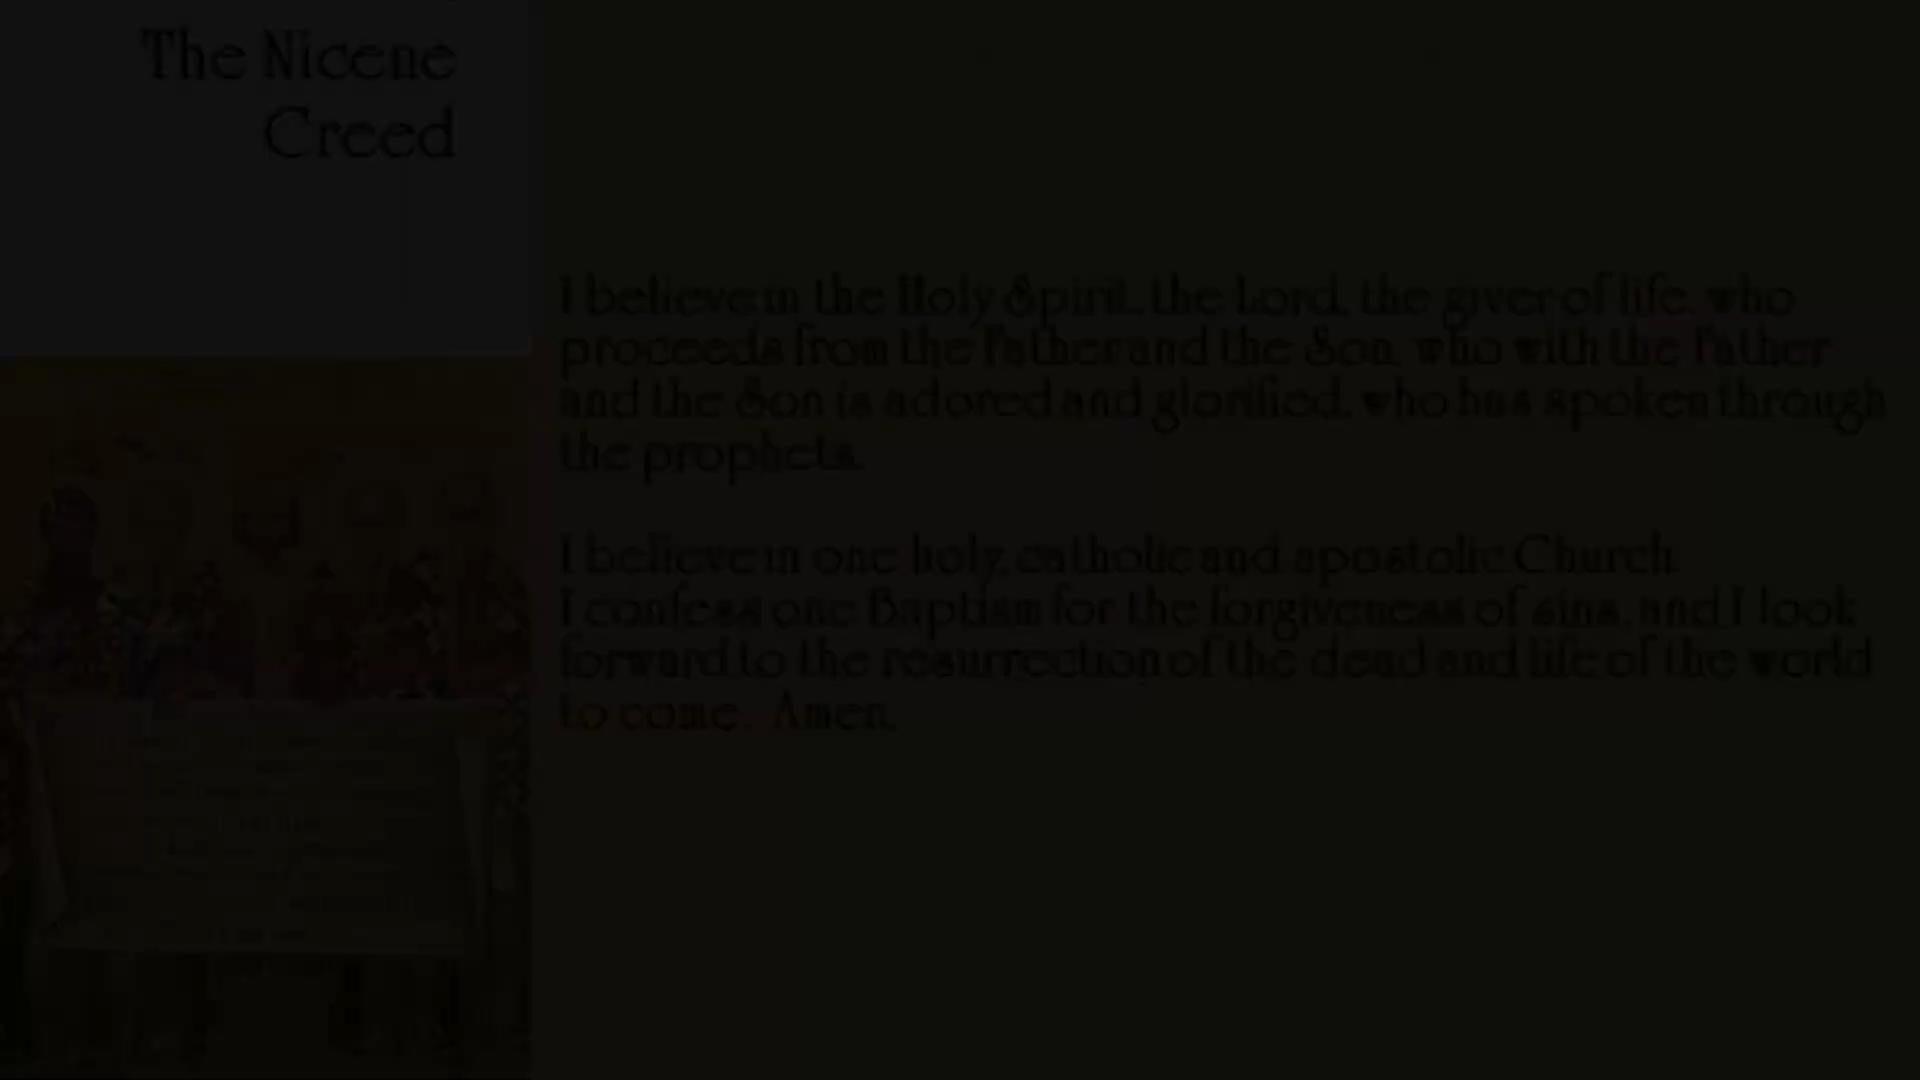 The Nicene
Creed
I believe in the Holy Spirit, the Lord, the giver of life, who
proceeds from the Father and the Son, who with the Father
and the Son is adored and glorified, who has spoken through
the prophets.
I believe in one holy, catholic and apostolic Church.
I confess one Baptism for the forgiveness of sins, and I look
forward to the resurrection of the dead and life of the world
to come. Amen.